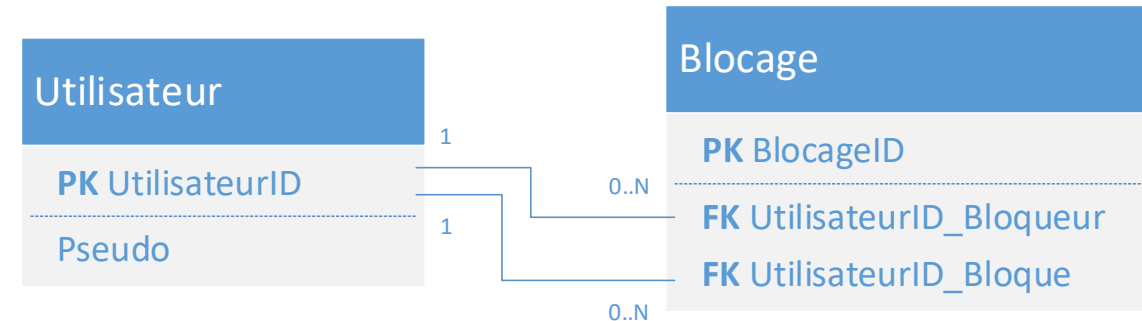 Utilisateur
PK UtilisateurID
Pseudo
1
1
0..N
0..N
Blocage
PK BlocageID
FK UtilisateurID_Bloqueur
FK UtilisateurID_Bloque